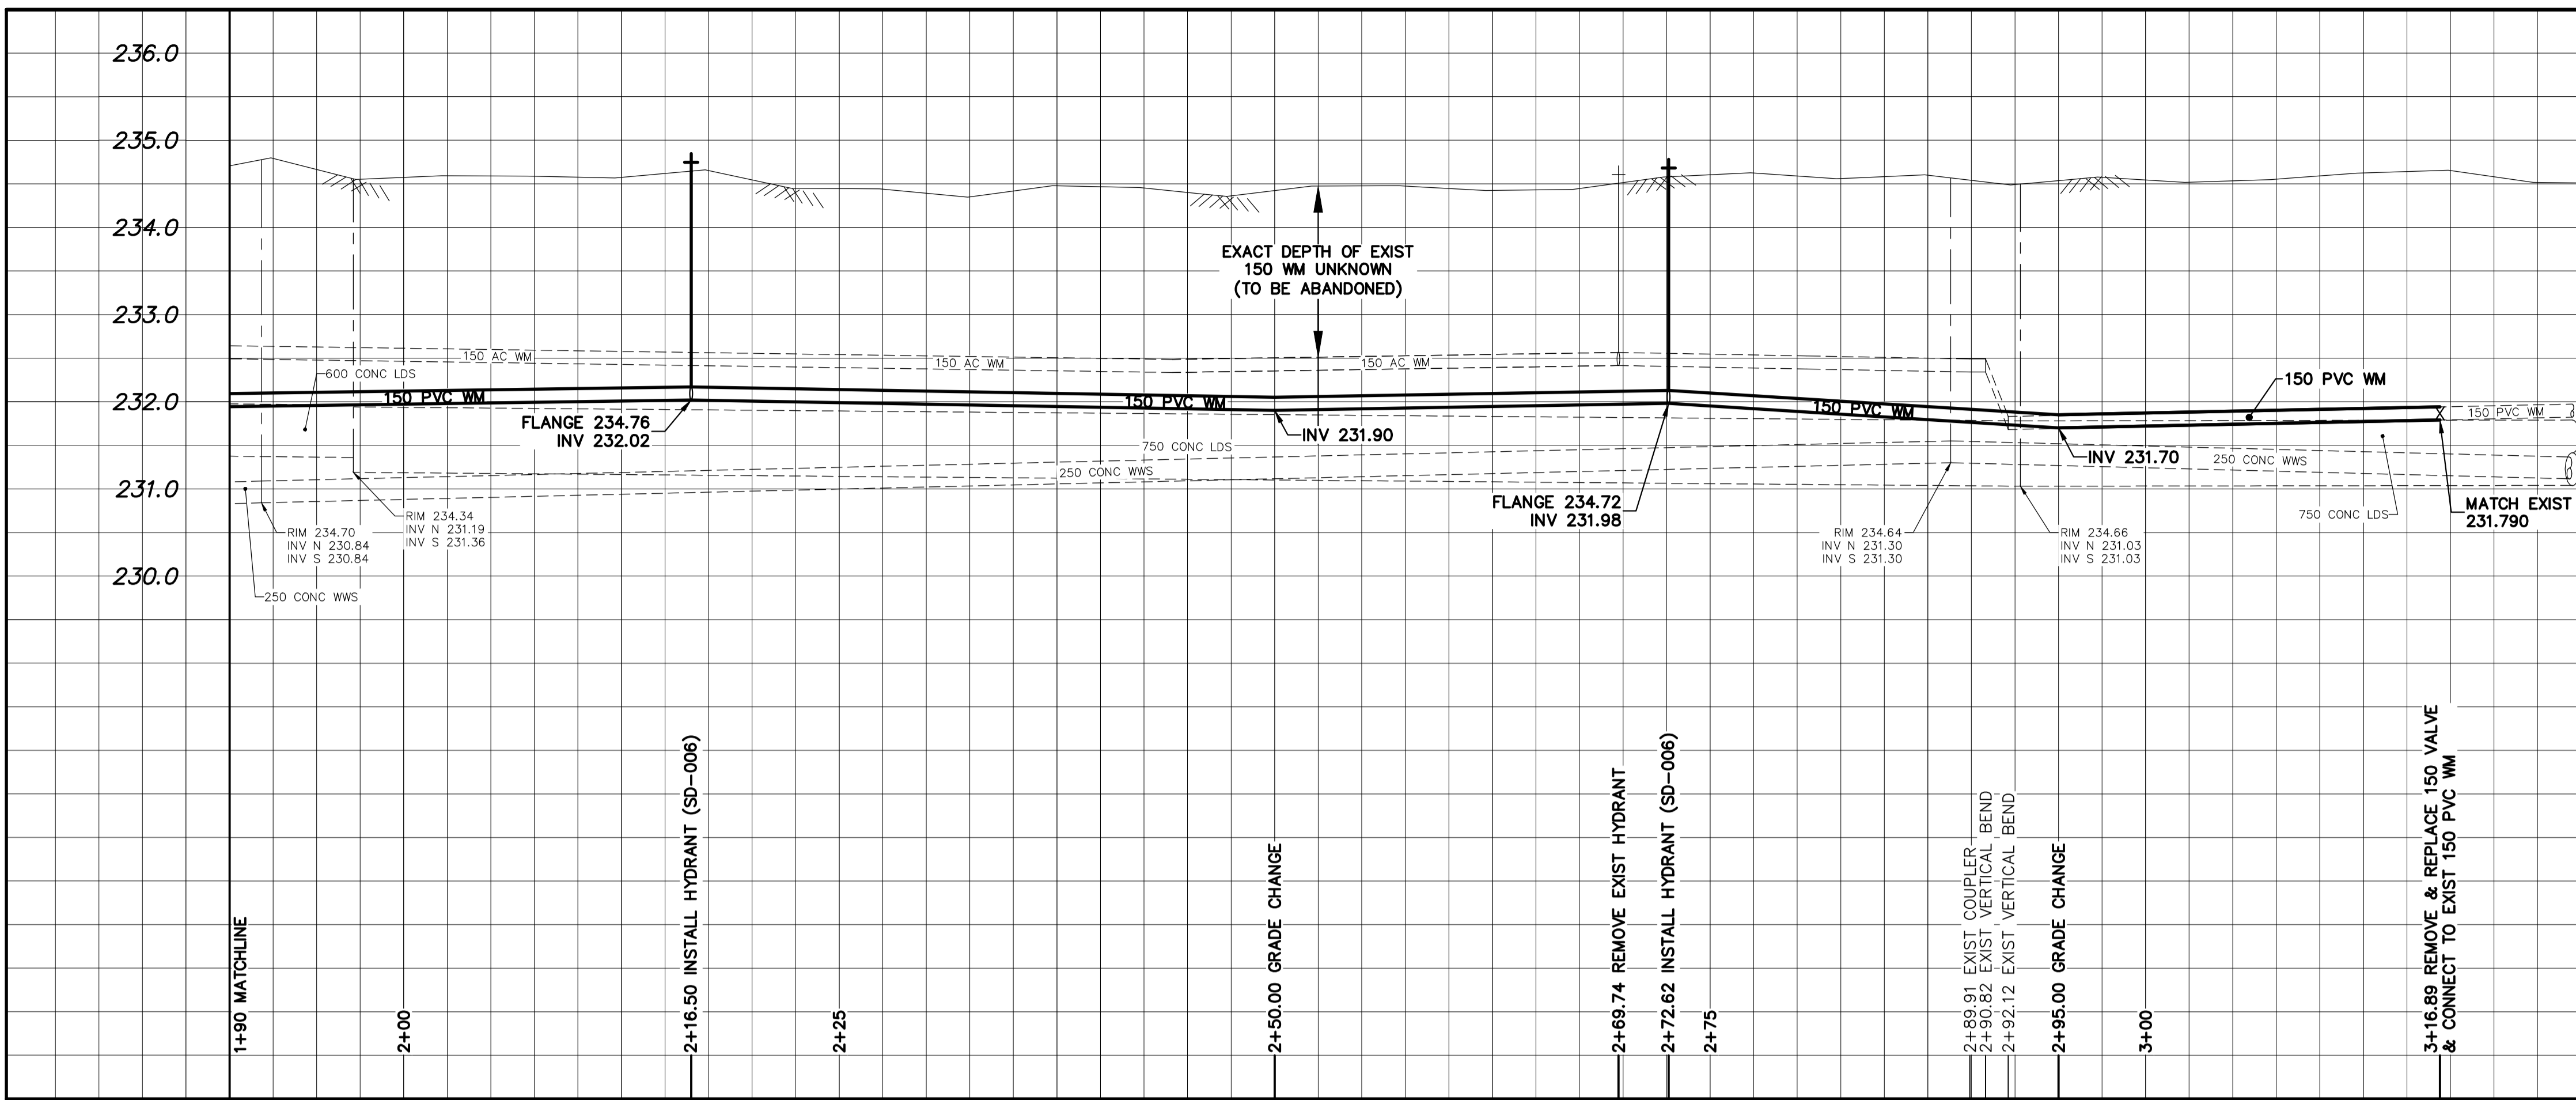 236.0
235.0
234.0
233.0
232.0
231.0
230.0
600 CONC LDS
150 AC WM
150 AC WM
150 AC WM
EXACT DEPTH OF EXIST
150 WM UNKNOWN
(TO BE ABANDONED)
150 PVC WM
150 PVC WM
150 PVC WM
150 PVC WM
150 PVC WM
FLANGE 234.76
INV 232.02
INV 231.90
750 CONC LDS
250 CONC WWS
INV 231.70
250 CONC WWS
FLANGE 234.72
INV 231.98
MATCH EXIST
231.790
750 CONC LDS
RIM 234.70
INV N 230.84
INV S 230.84
RIM 234.34
INV N 231.19
INV S 231.36
RIM 234.64
INV N 231.30
INV S 231.30
RIM 234.66
INV N 231.03
INV S 231.03
250 CONC WWS
1+90 MATCHLINE
2+00
2+16.50 INSTALL HYDRANT (SD-006)
2+25
2+50.00 GRADE CHANGE
2+69.74 REMOVE EXIST HYDRANT
2+72.62 INSTALL HYDRANT (SD-006)
2+75
2+89.91 EXIST COUPLER
2+90.82 EXIST VERTICAL BEND
2+92.12 EXIST VERTICAL BEND
2+95.00 GRADE CHANGE
3+00
3+16.89 REMOVE & REPLACE 150 VALVE
& CONNECT TO EXIST 150 PVC WM